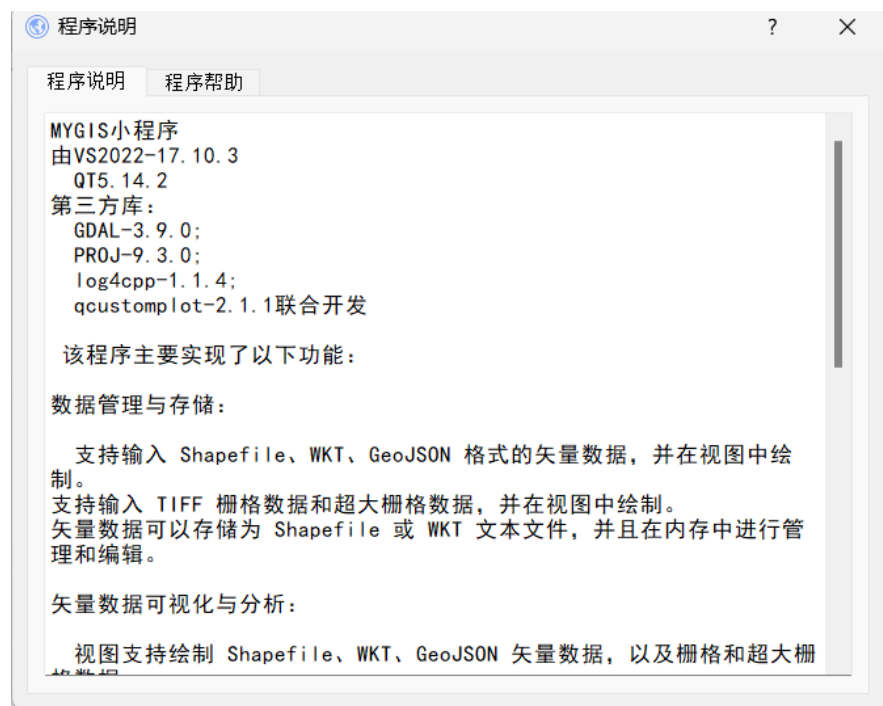 程序说明
?
程序说明 程序帮助
MYGIS小程序
由VS2022-17.10.3
QT5.14.2
第三方库:
GDAL-3.9.0;
PROJ-9.3.0;
log4cpp-1.1.4;
qcustomplot-2.1.1联合开发
该程序主要实现了以下功能:
数据管理与存储:
支持输入 Shapefile、WKT、GeoJSON 格式的矢量数据，并在视图中绘
制。
支持输入 TIFF 栅格数据和超大栅格数据，并在视图中绘制。
矢量数据可以存储为 Shapefile 或 WKT 文本文件，并且在内存中进行管
理和编辑。
矢量数据可视化与分析:
视图支持绘制 Shapefile、WKT、GeoJSON 矢量数据，以及栅格和超大栅